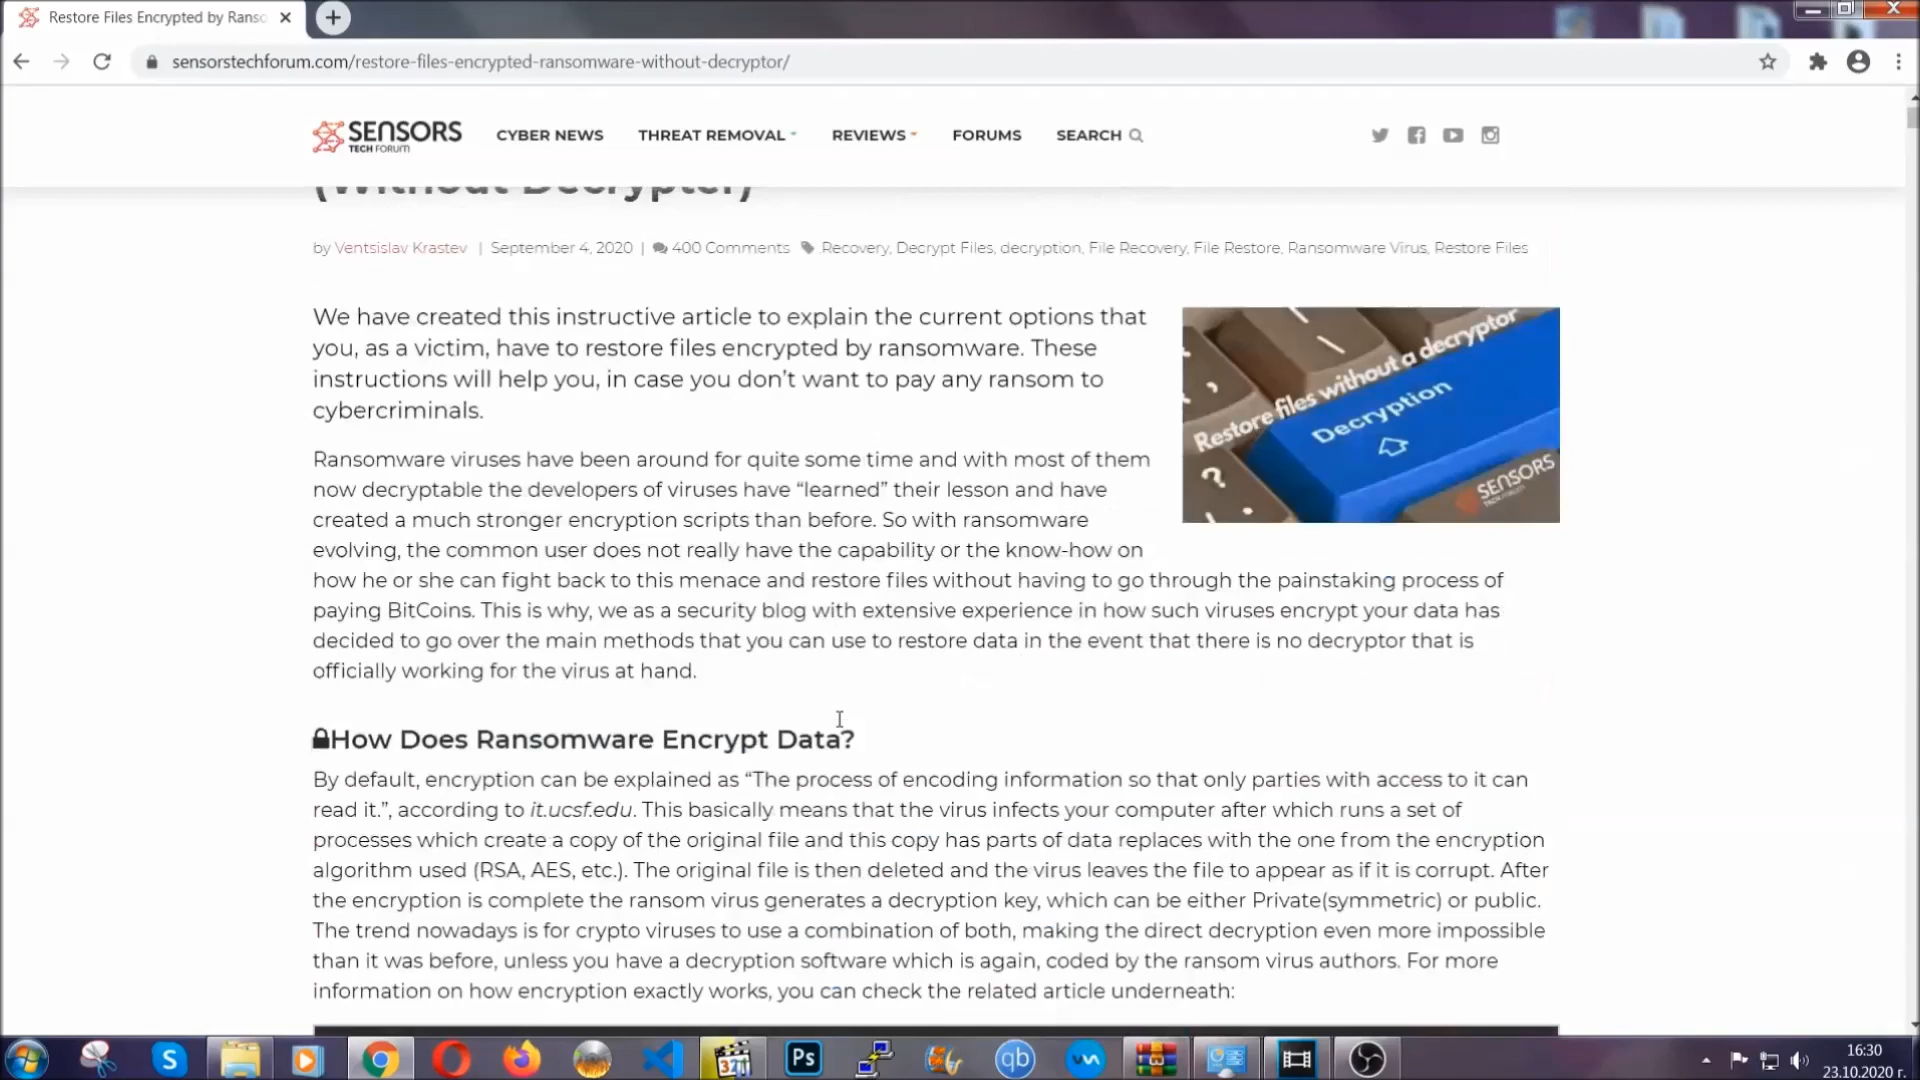 Restore Files Encrypted by Ranso
sensorstechforum.com/restore-files-encrypted-ransomware-without-decryptor/
SENSORS
TECH FORUM
CYBER NEWS
THREAT REMOVAL
REVIEWS
FORUMS
SEARCH
(Without Decrypter)
by Ventsislav Krastev | September 4, 2020 | 400 Comments Recovery, Decrypt Files, decryption, File Recovery, File Restore, Ransomware Virus, Restore Files
We have created this instructive article to explain the current options that
you, as a victim, have to restore files encrypted by ransomware. These
instructions will help you, in case you don’t want to pay any ransom to
cybercriminals.
Restore files without a decryptor
Decryption
SENSORS
Ransomware viruses have been around for quite some time and with most of them
now decryptable the developers of viruses have “learned” their lesson and have
created a much stronger encryption scripts than before. So with ransomware
evolving, the common user does not really have the capability or the know-how on
how he or she can fight back to this menace and restore files without having to go through the painstaking process of
paying BitCoins. This is why, we as a security blog with extensive experience in how such viruses encrypt your data has
decided to go over the main methods that you can use to restore data in the event that there is no decryptor that is
officially working for the virus at hand.
How Does Ransomware Encrypt Data?
By default, encryption can be explained as “The process of encoding information so that only parties with access to it can
read it.”, according to it.ucsf.edu. This basically means that the virus infects your computer after which runs a set of
processes which create a copy of the original file and this copy has parts of data replaces with the one from the encryption
algorithm used (RSA, AES, etc.). The original file is then deleted and the virus leaves the file to appear as if it is corrupt. After
the encryption is complete the ransom virus generates a decryption key, which can be either Private(symmetric) or public.
The trend nowadays is for crypto viruses to use a combination of both, making the direct decryption even more impossible
than it was before, unless you have a decryption software which is again, coded by the ransom virus authors. For more
information on how encryption exactly works, you can check the related article underneath:
S
321
Ps
qb
16:30
23.10.2020 г.